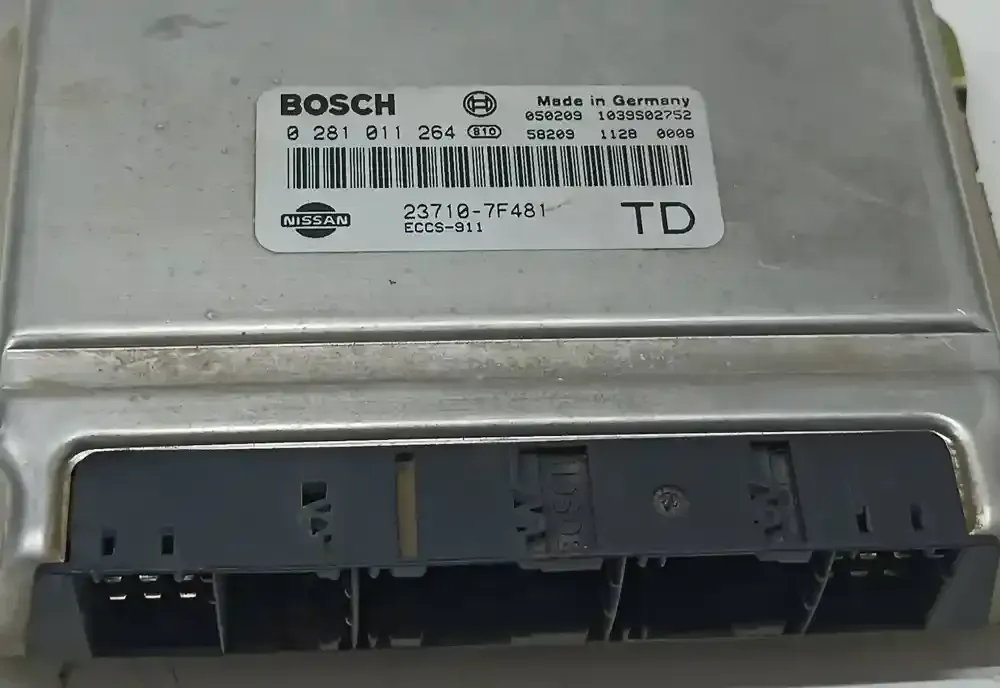 BOSCH
Made in Germany
050209 1039S02752
0 281 011 264 810 58209 1128 0008
NISSAN
23710-7F481
ECCS-911
TD